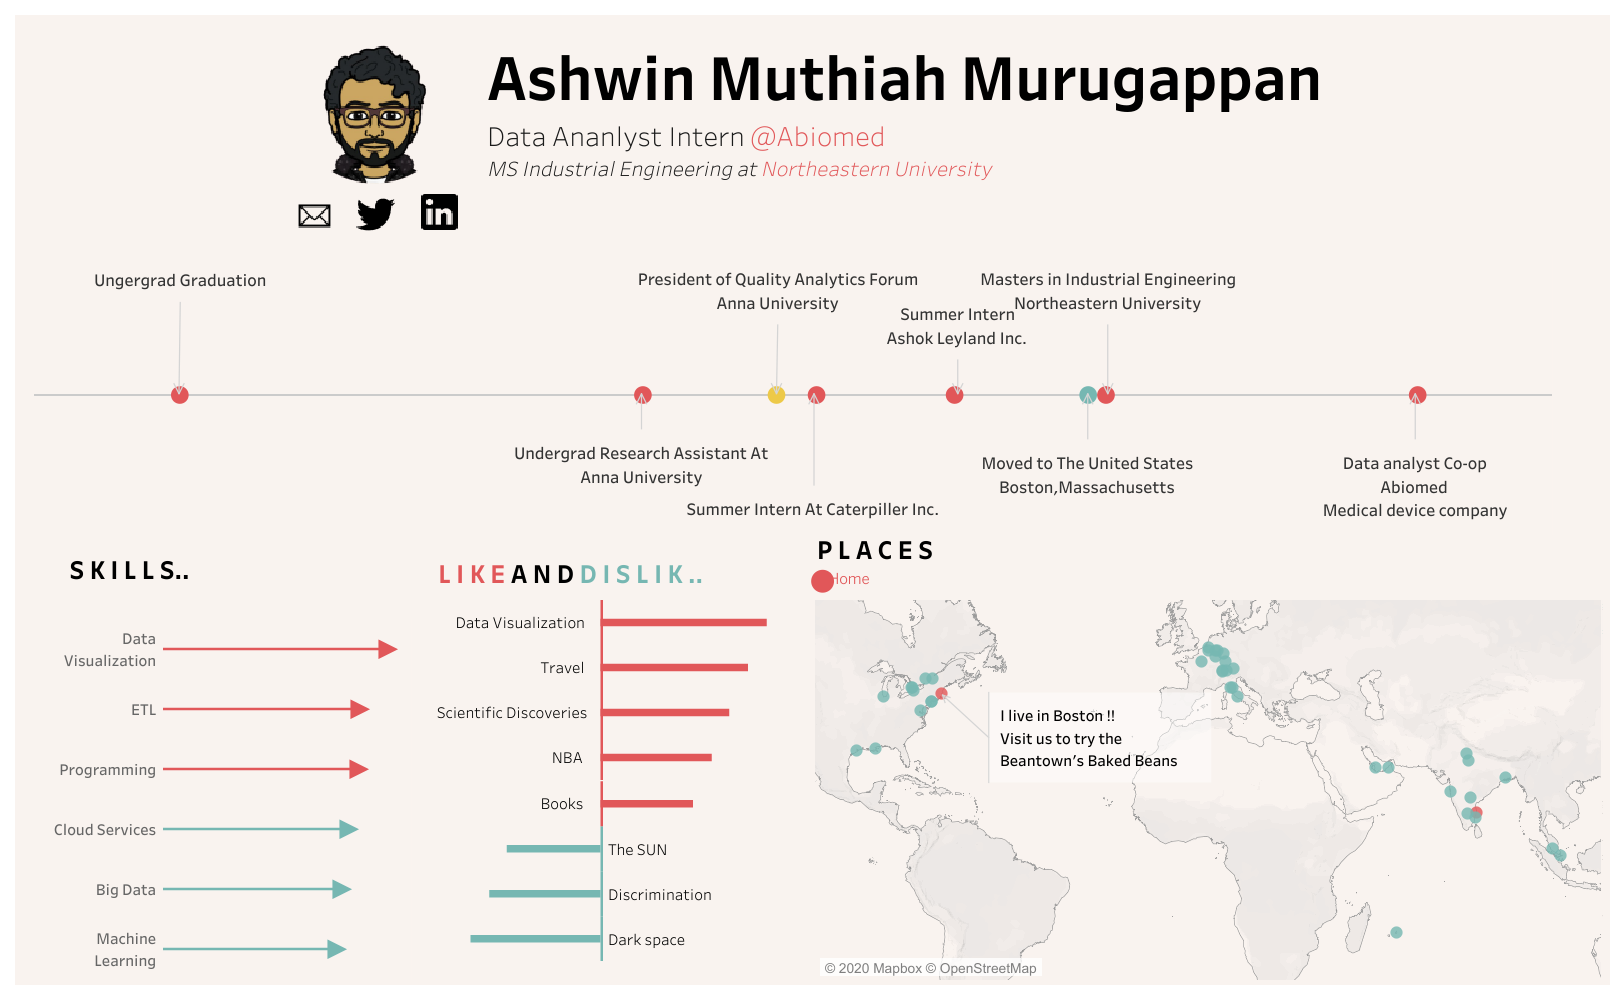 Ashwin Muthiah Murugappan
Data Ananlyst Intern @Abiomed
MS Industrial Engineering at Northeastern University
in
Ungergrad Graduation
President of Quality Analytics Forum
Anna University
Summer Intern
Ashok Leyland Inc.
Masters in Industrial Engineering
Northeastern University
Undergrad Research Assistant At
Anna University
Summer Intern At Caterpiller Inc.
Moved to The United States
Boston,Massachusetts
Data analyst Co-op
Abiomed
Medical device company
SKILLS..
Data
Visualization
ETL
Programming
Cloud Services
Big Data
Machine
Learning
LIKEANDDISLIK..
Data Visualization
Travel
Scientific Discoveries
NBA
Books
The SUN
Discrimination
Dark space
PLACES
Home
I live in Boston !!
Visit us to try the
Beantown's Baked Beans
© 2020 Mapbox © OpenStreetMap